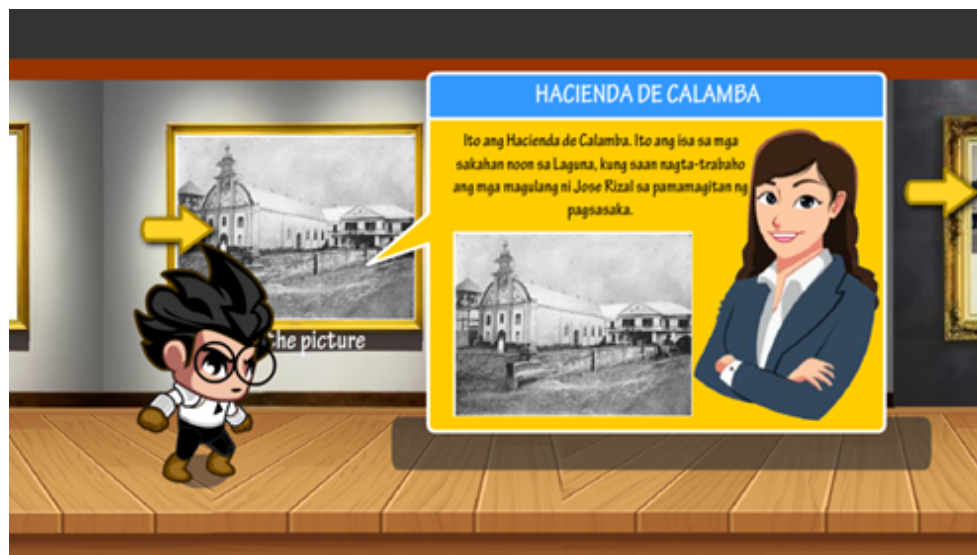 HACIENDA DE CALAMBA
Ito ang Hacienda de Calamba. Ito ang isa sa mga
sakahan noon sa Laguna, kung saan nagta-trabaho
ang mga magulang ni Jose Rizal sa pamamagitan ng
pagsasaka.
the picture